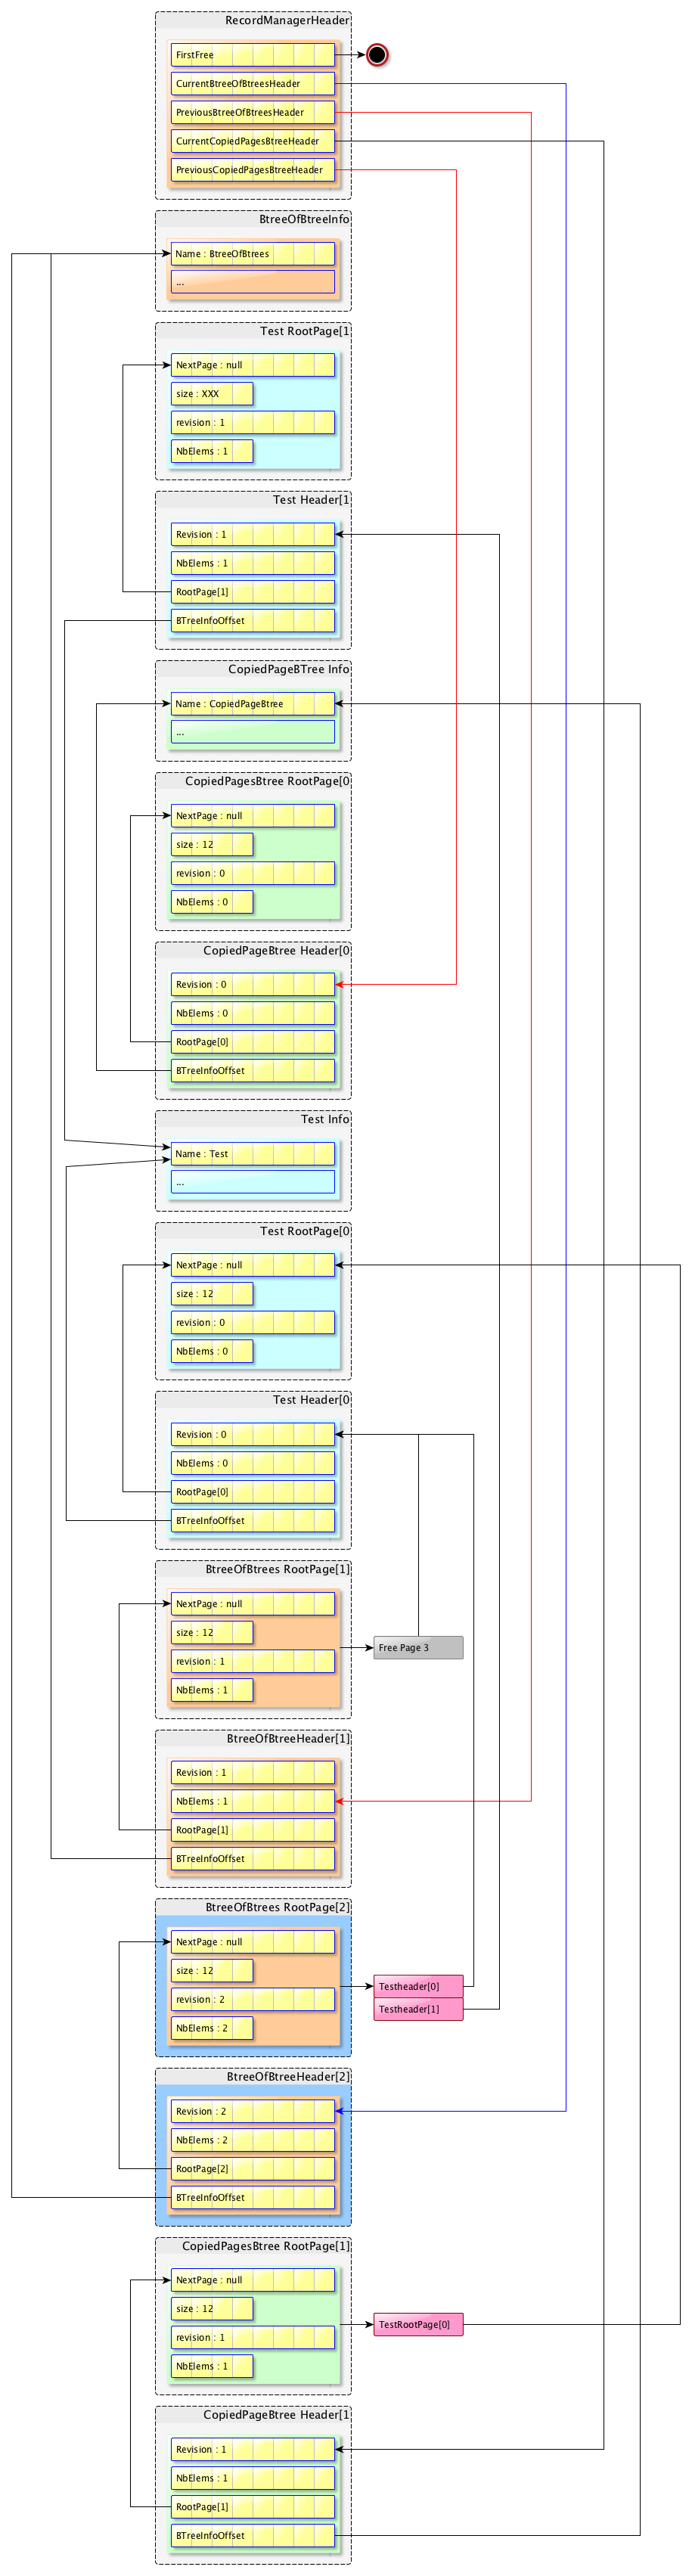 RecordManagerHeader
FirstFree
CurrentBtreeOfBtreesHeader
PreviousBtreeOfBtreesHeader
CurrentCopiedPagesBtreeHeader
PreviousCopiedPagesBtreeHeader
BtreeOfBtreeInfo
Name : BtreeOfBtrees
...
Test RootPage[1
NextPage : null
size : XXX
revision : 1
NbElems : 1
Test Header[1
Revision : 1
NbElems : 1
RootPage[1]
BTreeInfoOffset
CopiedPageBTree Info
Name : CopiedPageBtree
...
CopiedPagesBtree RootPage[0
NextPage : null
size : 12
revision : 0
NbElems : 0
CopiedPageBtree Header[0
Revision : 0
NbElems : 0
RootPage[0]
BTreeInfoOffset
Test Info
Name : Test
...
Test RootPage[0
NextPage : null
size : 12
revision : 0
NbElems : 0
Test Header[0
Revision : 0
NbElems : 0
RootPage[0]
BTreeInfoOffset
BtreeOfBtrees RootPage[1]
NextPage : null
size : 12
Free Page 3
revision : 1
NbElems : 1
BtreeOfBtreeHeader[1]
Revision : 1
NbElems : 1
RootPage[1]
BTreeInfoOffset
BtreeOfBtrees RootPage[2]
NextPage : null
size : 12
Testheader[0]
revision : 2
Testheader[1]
NbElems : 2
BtreeOfBtreeHeader[2]
Revision : 2
NbElems : 2
RootPage[2]
BTreeInfoOffset
CopiedPagesBtree RootPage[1]
NextPage : null
size : 12
TestRootPage[0]
revision : 1
NbElems : 1
CopiedPageBtree Header[1
Revision : 1
NbElems : 1
RootPage[1]
BTreeInfoOffset